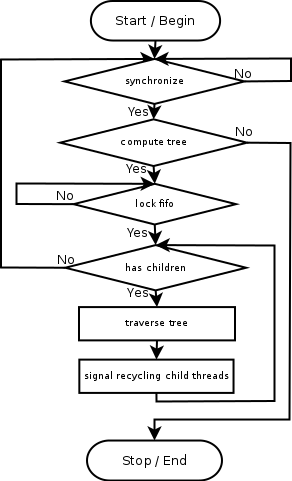 Start / Begin
synchronize
No
Yes
compute tree
No
Yes
lock fifo
No
Yes
has children
No
Yes
traverse tree
signal recycling child threads
Stop / End